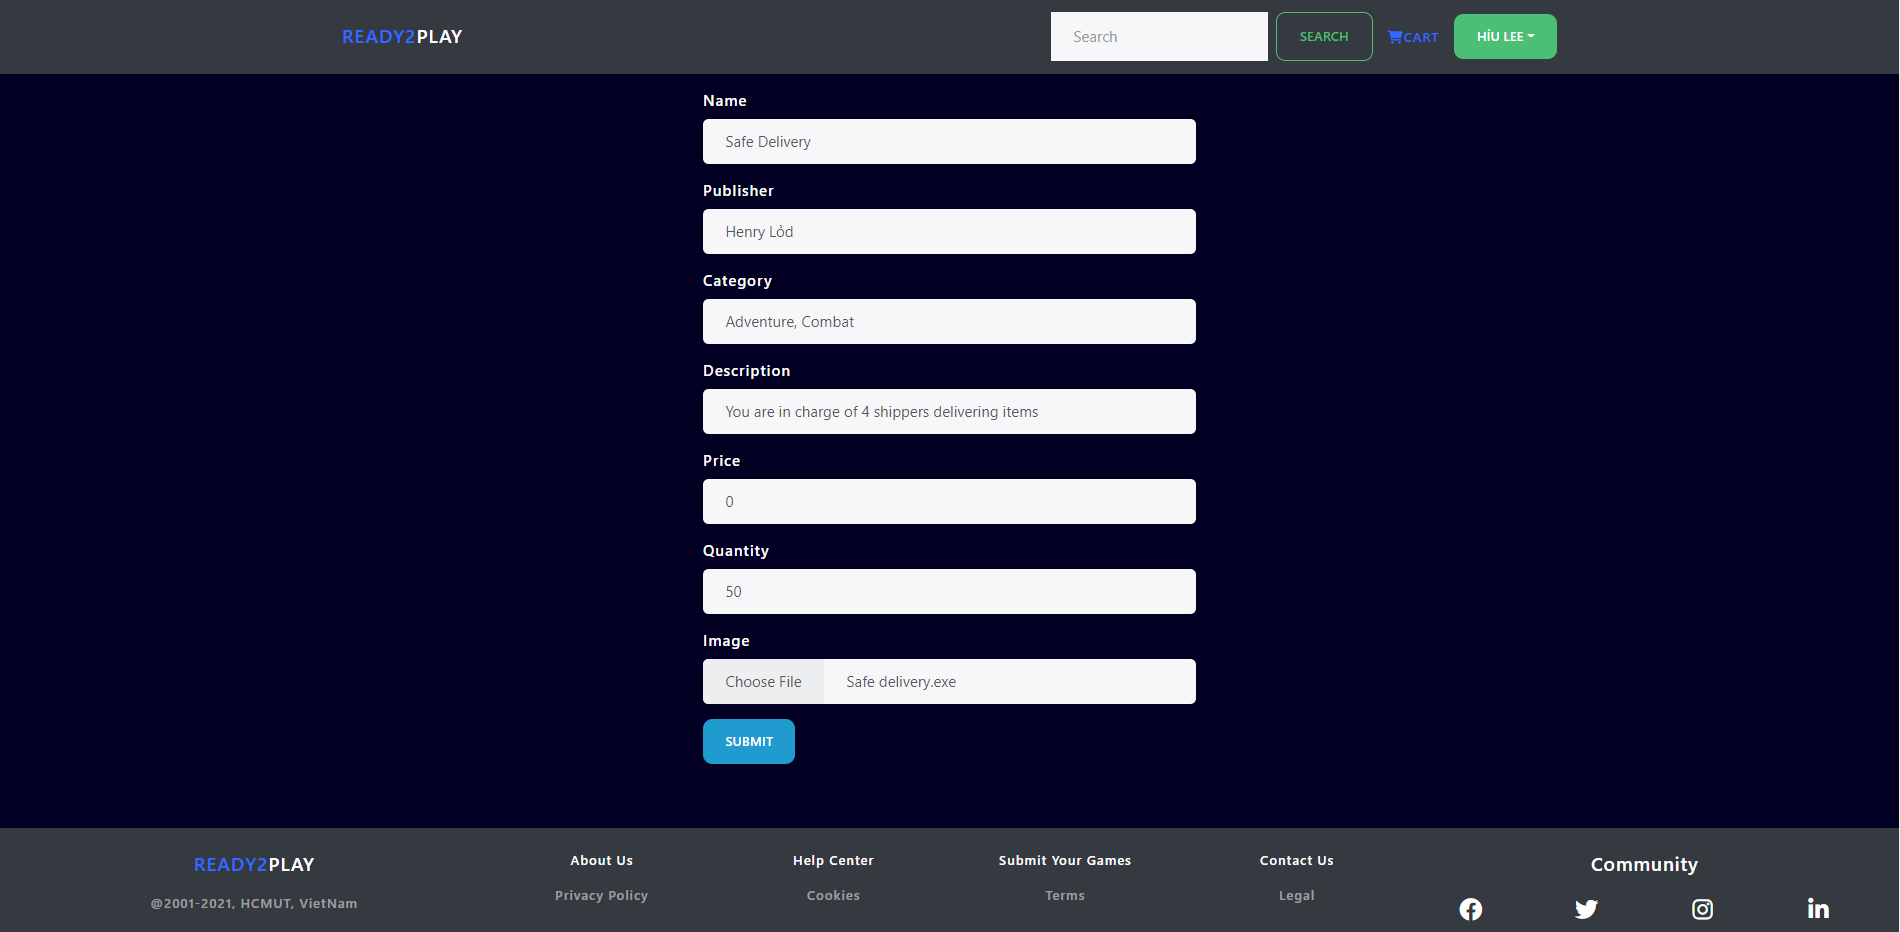 READY2PLAY
Search
SEARCH
CART
HÍU LEE
Name
Safe Delivery
Publisher
Henry Lỏd
Category
Adventure, Combat
Description
You are in charge of 4 shippers delivering items
Price
0
Quantity
50
Image
Choose File Safe delivery.exe
SUBMIT
READY2PLAY
@2001-2021, HCMUT, VietNam
About Us
Privacy Policy
Help Center
Cookies
Submit Your Games
Terms
Contact Us
Legal
Community